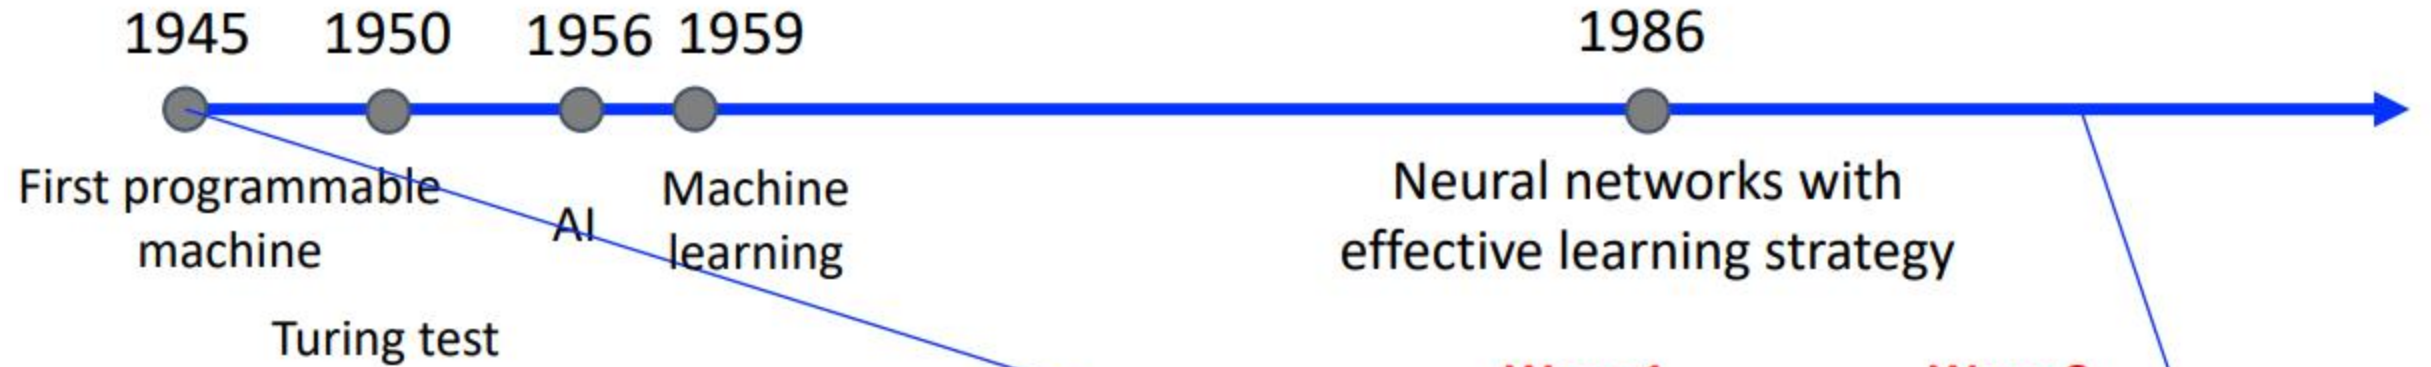 1945 1950 1956 1959 1986
First programmable
machine
Turing test
AI
Machine
learning
Neural networks with
effective learning strategy